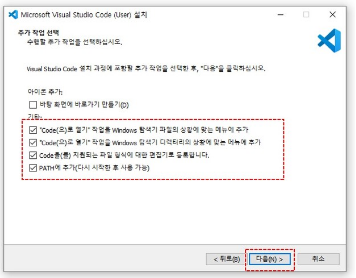 Microsoft Visual Studio Code (User) 설치
추가 작업 선택
수행할 추가 작업을 선택하십시오.
Visual Studio Code 설치 과정에 포함할 추가 작업을 선택한 후, "다음"을 클릭하십시오.
아이콘 추가:
바탕 화면에 바로가기 만들기(D)
기타:
"Code(으)로 열기" 작업을 Windows 탐색기 파일의 상황에 맞는 메뉴에 추가
"Code(으)로 열기" 작업을 Windows 탐색기 디렉터리의 상황에 맞는 메뉴에 추가
Code을(를) 지원되는 파일 형식에 대한 편집기로 등록합니다.
PATH에 추가(다시 시작한 후 사용 가능)
< 뒤로(B) 다음(N) > 취소